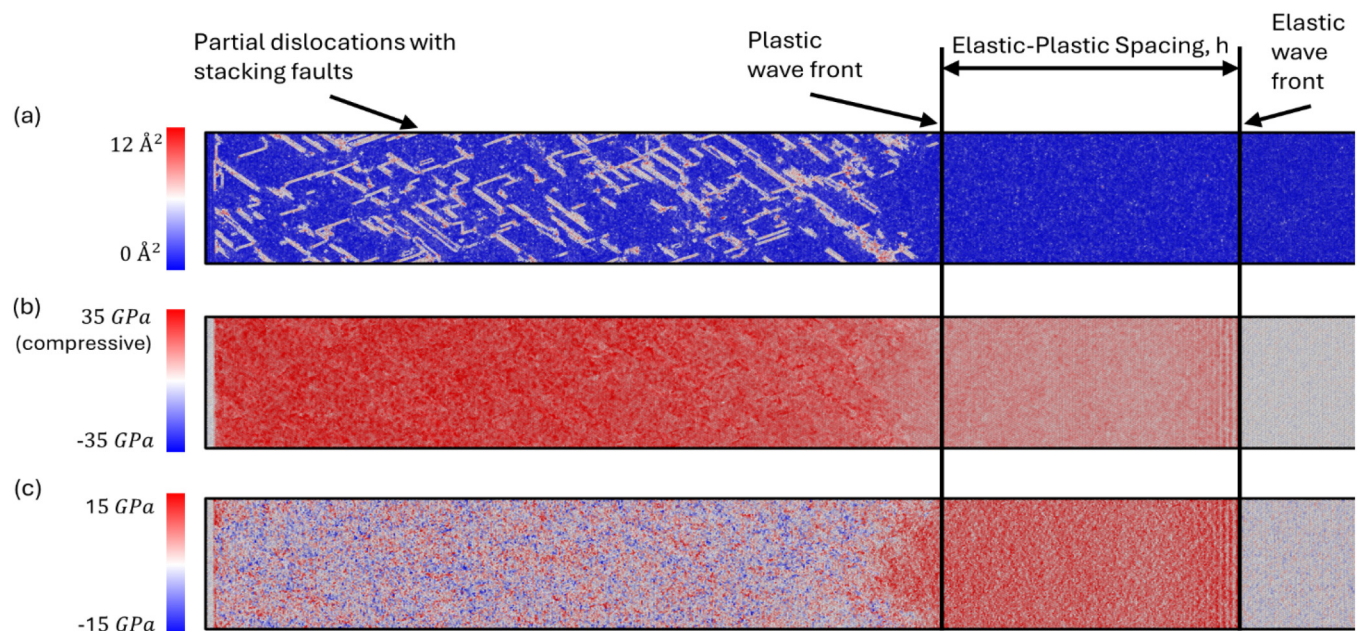 Partial dislocations with
stacking faults
Plastic
wave front
Elastic-Plastic Spacing, h
Elastic
wave
front
(a)
12 Å²
0 Å²
(b)
35 GPa
(compressive)
-35 GPa
(c)
15 GPa
-15 GPa